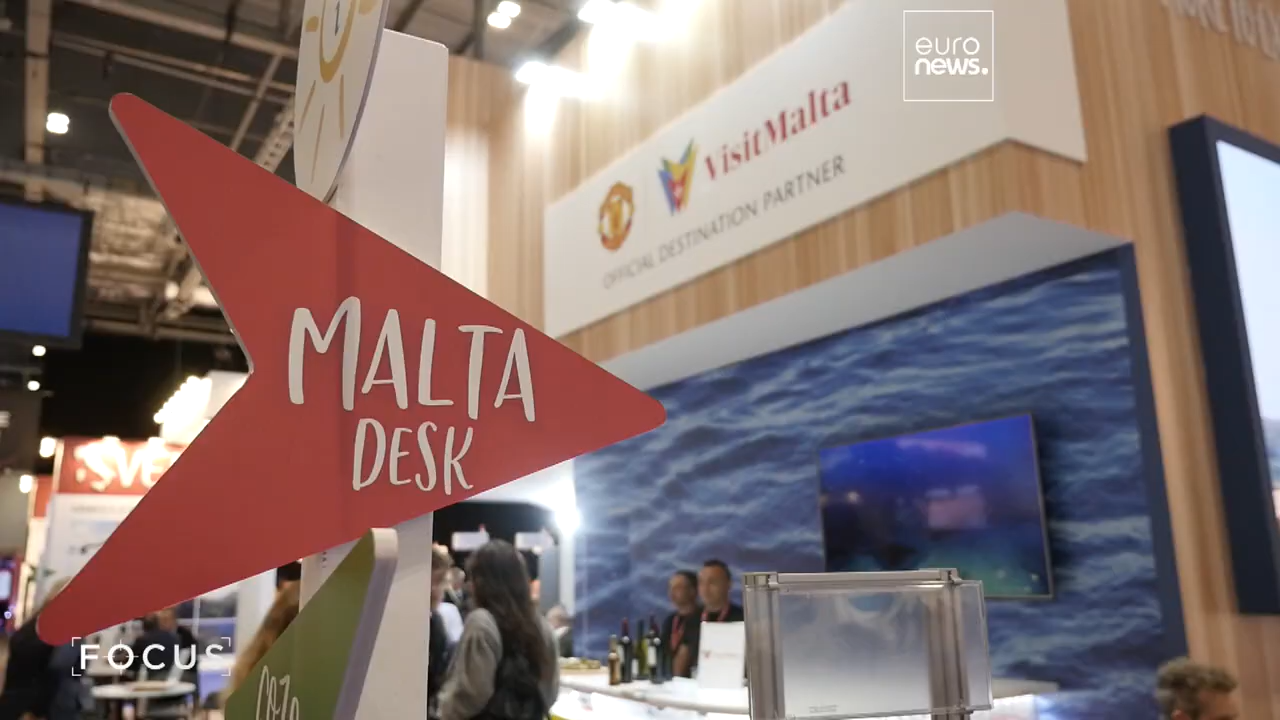 euro
news.
VisitMalta
OFFICIAL DESTINATION PARTNER
MALTA
DESK
FOCUS